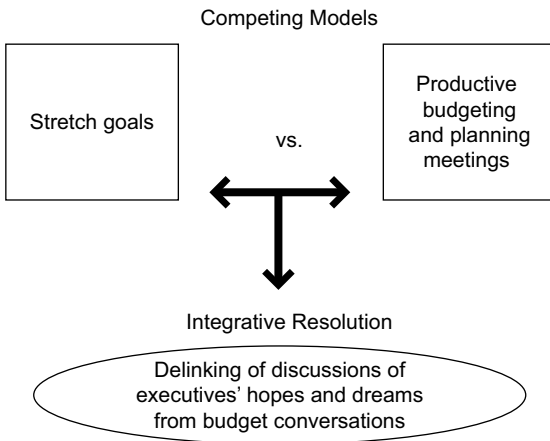 Competing Models
Stretch goals
vs.
Productive
budgeting
and planning
meetings
Integrative Resolution
Delinking of discussions of
executives’ hopes and dreams
from budget conversations